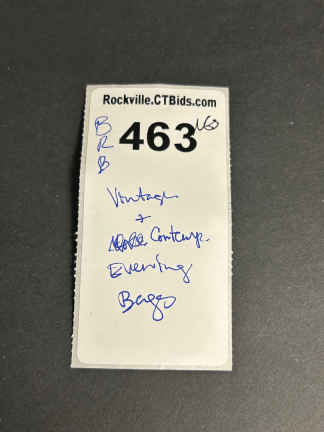 Rockville.CTBids.com
B
R
B
463
Vintage
+
Contemp.
Evening
Bags